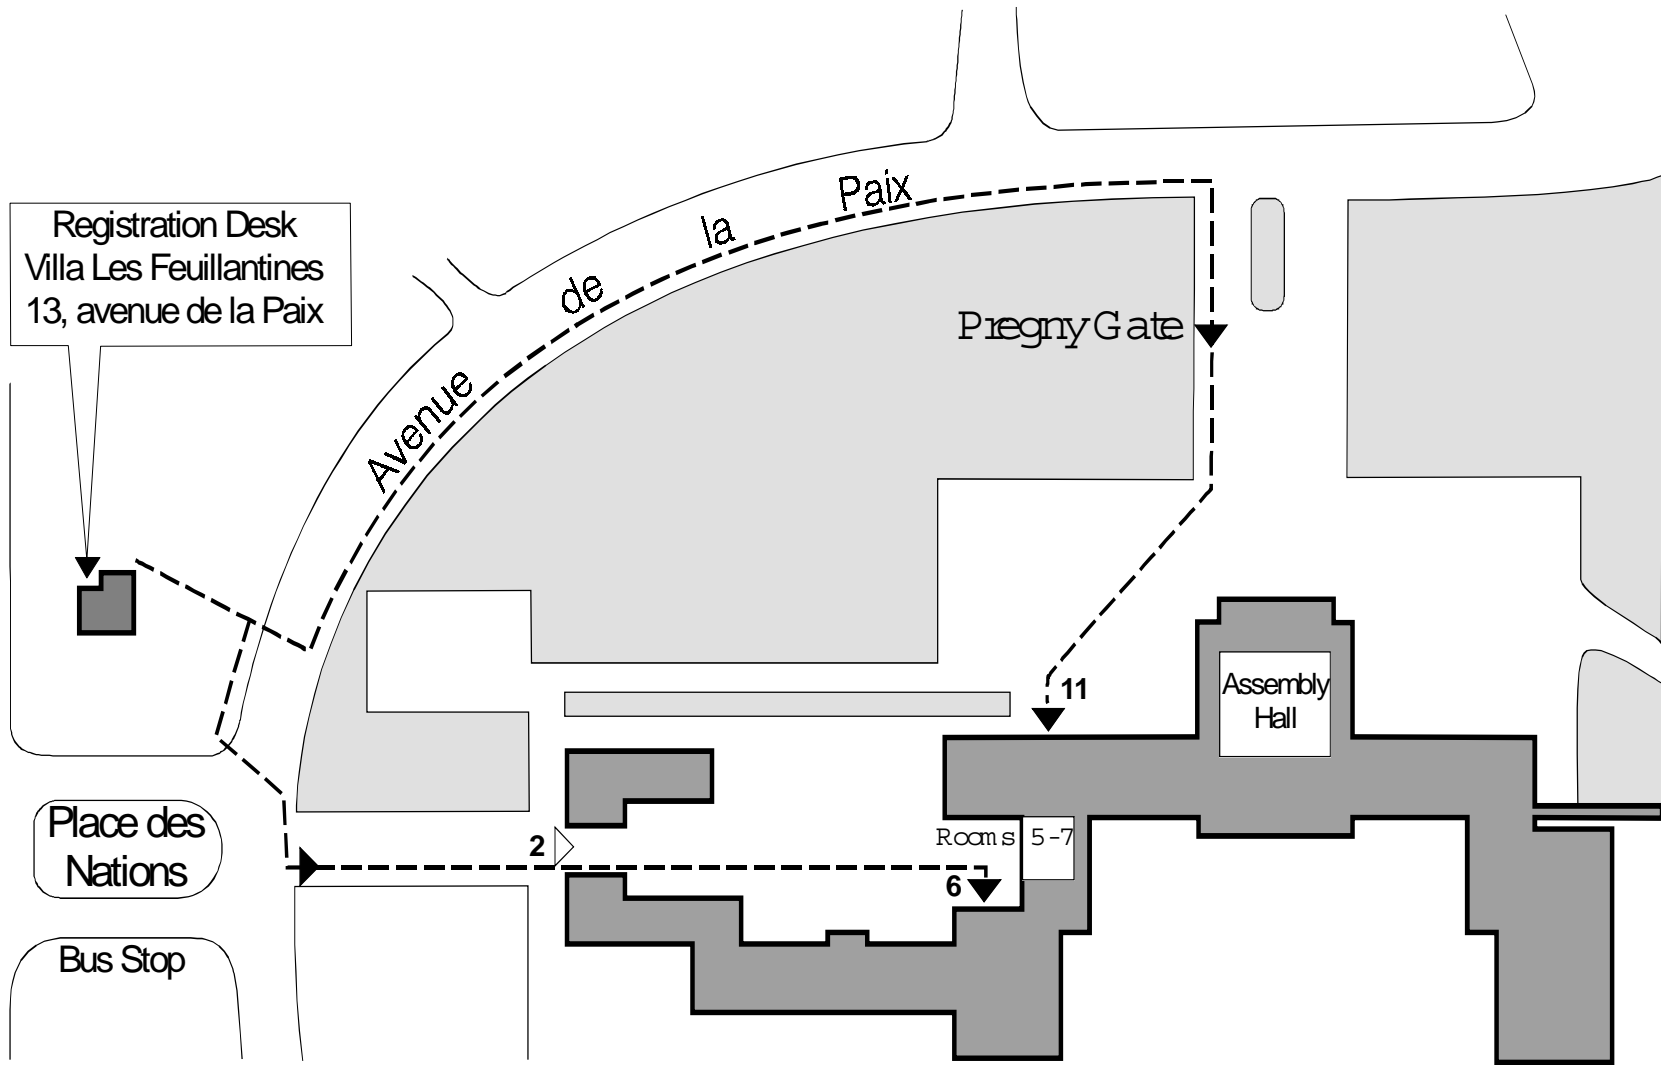 Registration Desk
Villa Les Feuillantines
13, avenue de la Paix
Avenue de la Paix
Pregny Gate
11
Assembly
Hall
Place des
Nations
2
Rooms 5-7
6
Bus Stop